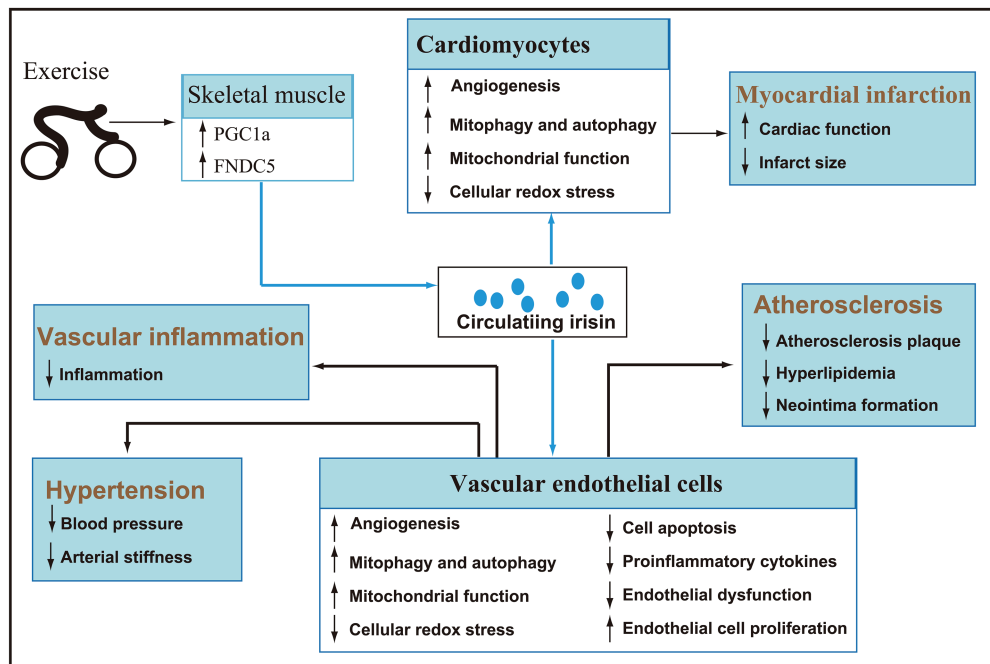 Exercise
Skeletal muscle
↑ PGC1a
↑ FNDC5
Cardiomyocytes
↑ Angiogenesis
↑ Mitophagy and autophagy
↑ Mitochondrial function
↓ Cellular redox stress
Myocardial infarction
↑ Cardiac function
↓ Infarct size
Circulatiing irisin
Vascular inflammation
↓ Inflammation
Atherosclerosis
↓ Atherosclerosis plaque
↓ Hyperlipidemia
↓ Neointima formation
Hypertension
↓ Blood pressure
↓ Arterial stiffness
Vascular endothelial cells
↑ Angiogenesis
↑ Mitophagy and autophagy
↑ Mitochondrial function
↓ Cellular redox stress
↓ Cell apoptosis
↓ Proinflammatory cytokines
↓ Endothelial dysfunction
↑ Endothelial cell proliferation